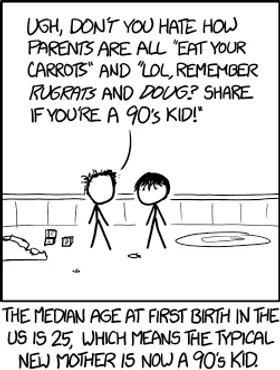 UGH, DON'T YOU HATE HOW
PARENTS ARE ALL "EAT YOUR
CARROTS" AND "LOL, REMEMBER
RUGRATS AND DOUG? SHARE
IF YOU'RE A 90's KID!"
THE MEDIAN AGE AT FIRST BIRTH IN THE
US IS 25, WHICH MEANS THE TYPICAL
NEW MOTHER IS NOW A 90's KID.